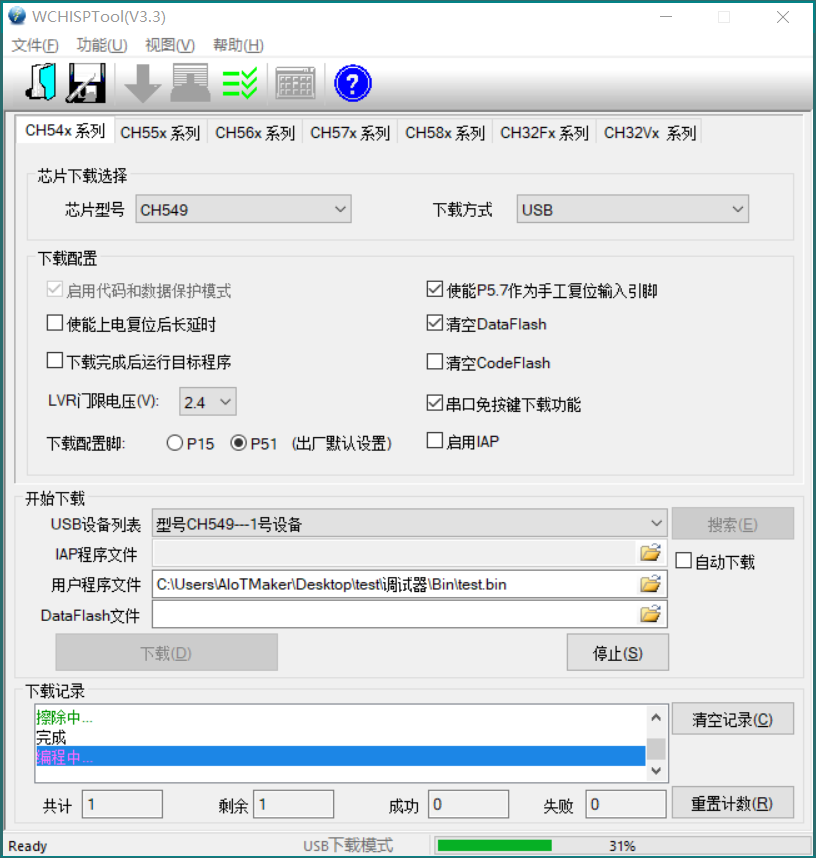 WCHISPTool(V3.3)
文件(F) 功能(U) 视图(V) 帮助(H)
CH54x 系列 CH55x 系列 CH56x 系列 CH57x 系列 CH58x 系列 CH32Fx 系列 CH32Vx 系列
芯片下载选择
芯片型号 CH549 下载方式 USB
下载配置
启用代码和数据保护模式 使能P5.7作为手工复位输入引脚
使能上电复位后长延时 清空DataFlash
下载完成后运行目标程序 清空CodeFlash
LVR门限电压(V): 2.4 串口免按键下载功能
下载配置脚: P15 P51 (出厂默认设置) 启用IAP
开始下载
USB设备列表 型号CH549---1号设备 搜索(E)
IAP程序文件 自动下载
用户程序文件 C:\Users\AIoTMaker\Desktop\test\调试器\Bin\test.bin
DataFlash文件
下载(D) 停止(S)
下载记录
擦除中...
完成
编程中...
清空记录(C)
共计 1 剩余 1 成功 0 失败 0 重置计数(R)
Ready USB下载模式 31%